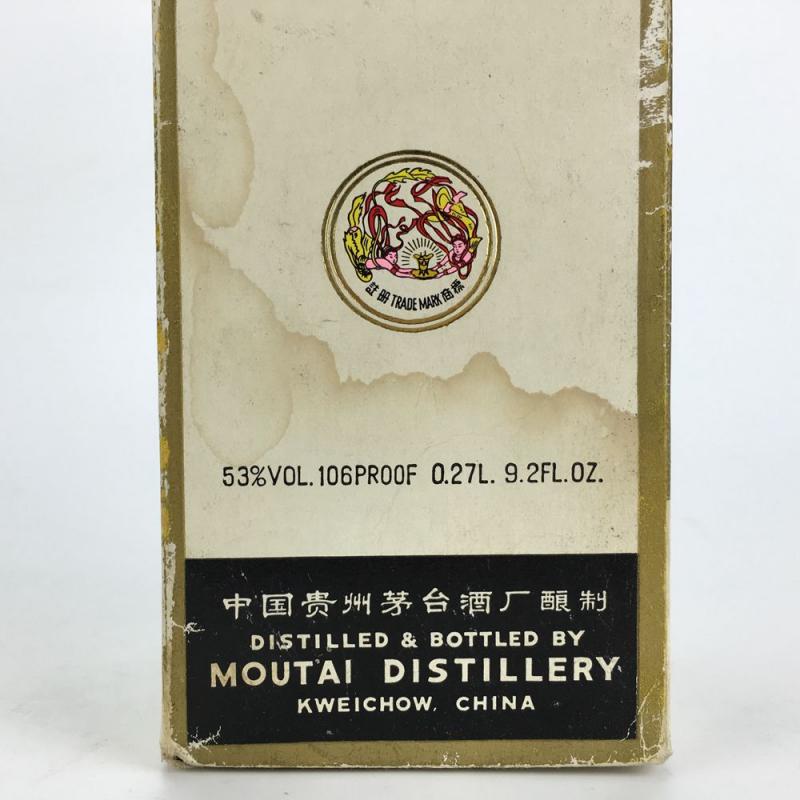 註册 TRADE MARK 商標
53%VOL. 106PROOF 0.27L. 9.2FL.OZ.
中国贵州茅台酒厂酿制
DISTILLED & BOTTLED BY
MOUTAI DISTILLERY
KWEICHOW, CHINA